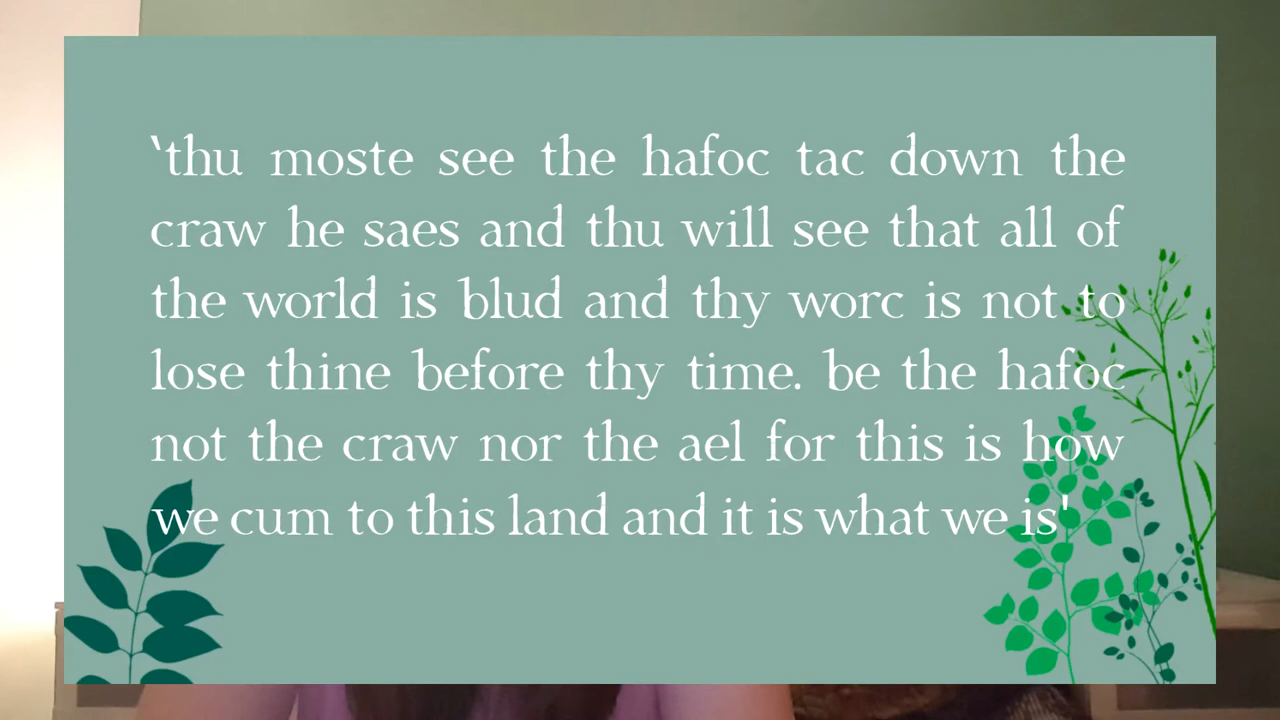 ‵thu moste see the hafoc tac down the
craw he saes and thu will see that all of
the world is blud and thy worc is not to
lose thine before thy time. be the hafoc
not the craw nor the ael for this is how
we cum to this land and it is what we is'